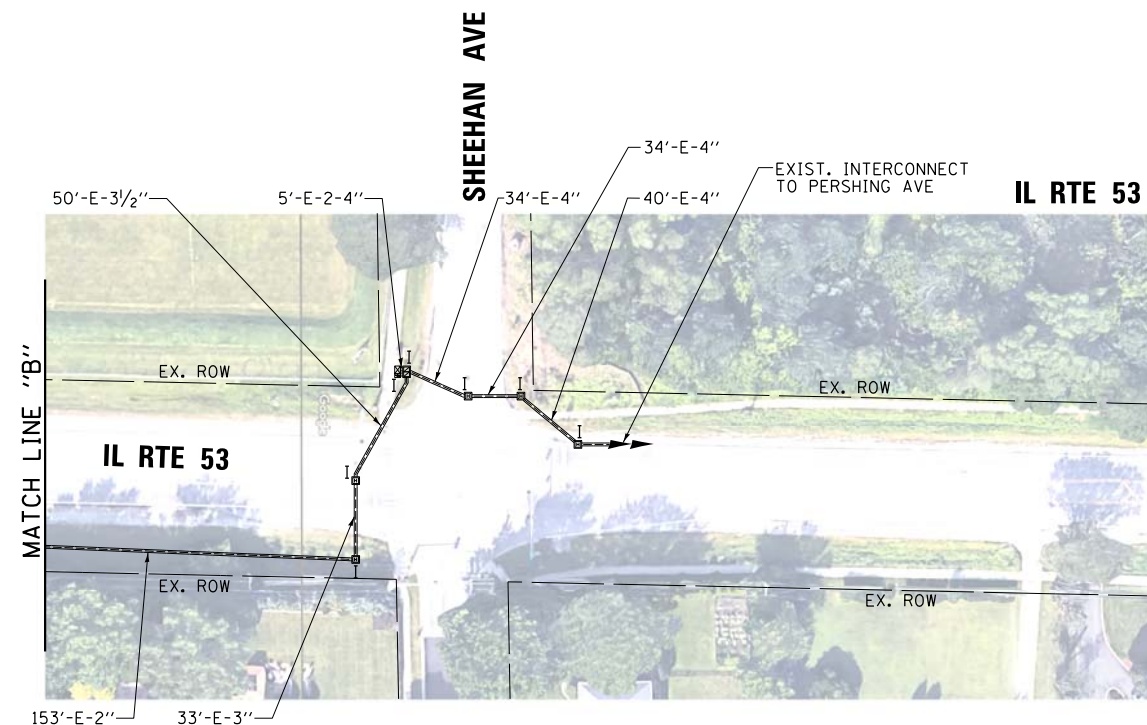 SHEEHAN AVE
34'-E-4''
EXIST. INTERCONNECT
TO PERSHING AVE
IL RTE 53
50'-E-3½''
5'-E-2-4''
34'-E-4''
40'-E-4''
MATCH LINE "B"
EX. ROW
EX. ROW
I
I
I
I
I
I
I
Google
IL RTE 53
EX. ROW
EX. ROW
153'-E-2''
33'-E-3''